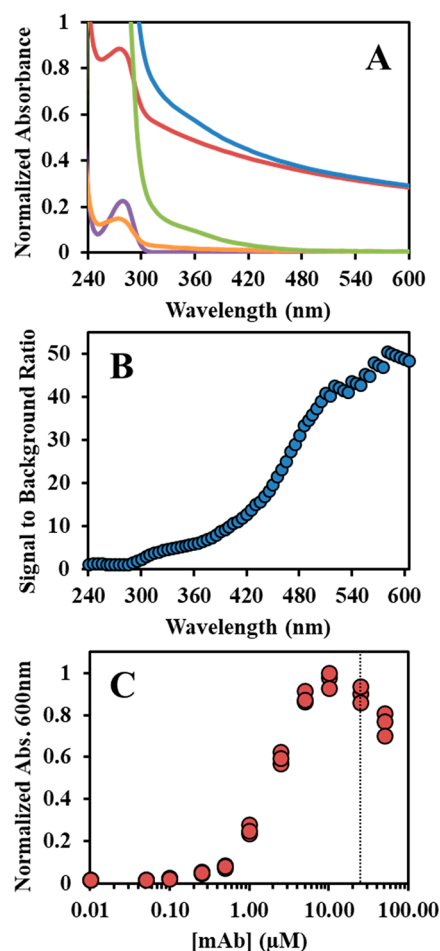 A
Normalized Absorbance
1
0.8
0.6
0.4
0.2
0
240 300 360 420 480 540 600
Wavelength (nm)
B
Signal to Background Ratio
50
40
30
20
10
0
240 300 360 420 480 540 600
Wavelength (nm)
C
Normalized Abs. 600nm
1
0.8
0.6
0.4
0.2
0
0.01 0.10 1.00 10.00 100.00
[mAb] (µM)